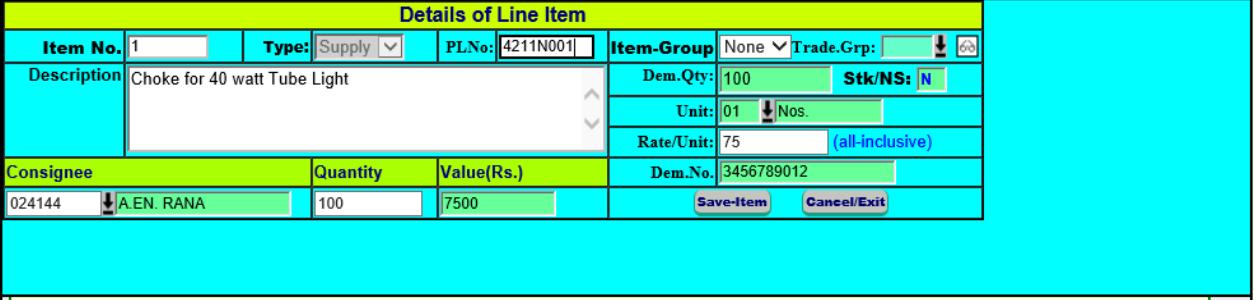 Details of Line Item
Item No. 1 Type: Supply PLNo: 4211N001 Item-Group None Trade.Grp:
Description Choke for 40 watt Tube Light Dem.Qty: 100 Stk/NS: N
Unit: 01 Nos.
Rate/Unit: 75 (all-inclusive)
Consignee Quantity Value(Rs.) Dem.No. 3456789012
024144 A.EN. RANA 100 7500 Save-Item Cancel/Exit